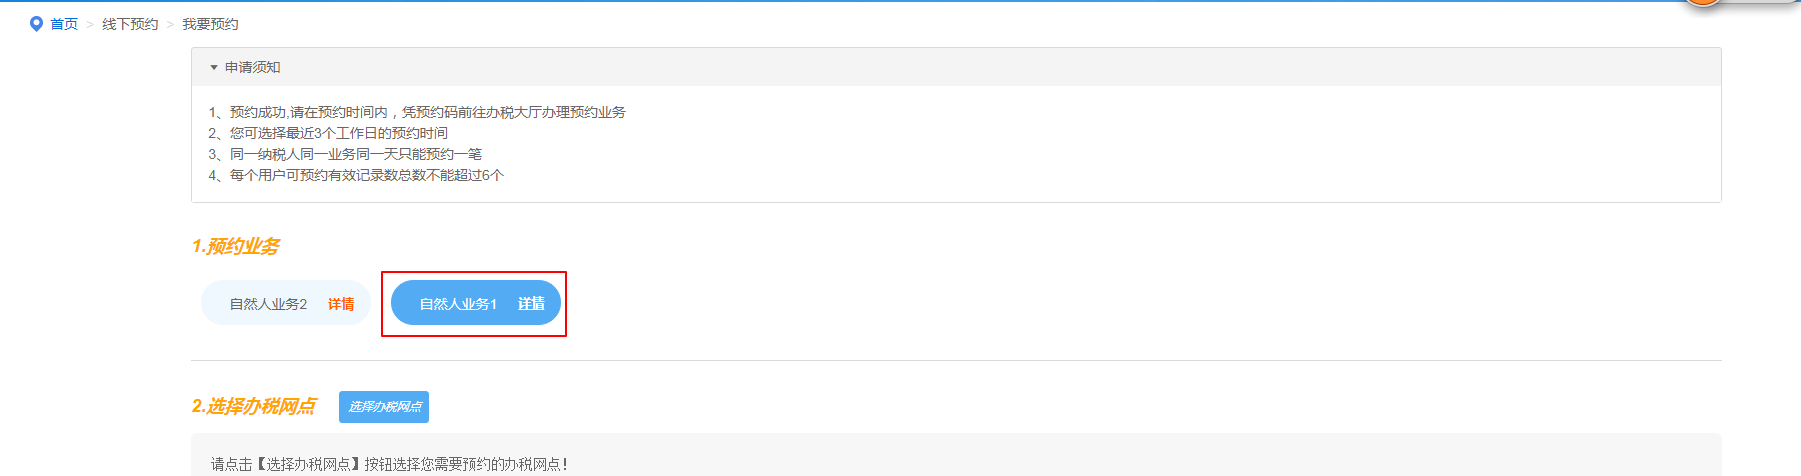 首页 > 线下预约 > 我要预约
申请须知
1、预约成功,请在预约时间内，凭预约码前往办税大厅办理预约业务
2、您可选择最近3个工作日的预约时间
3、同一纳税人同一业务同一天只能预约一笔
4、每个用户可预约有效记录数总数不能超过6个
1.预约业务
自然人业务2 详情 自然人业务1 详情
2.选择办税网点 选择办税网点
请点击【选择办税网点】按钮选择您需要预约的办税网点！